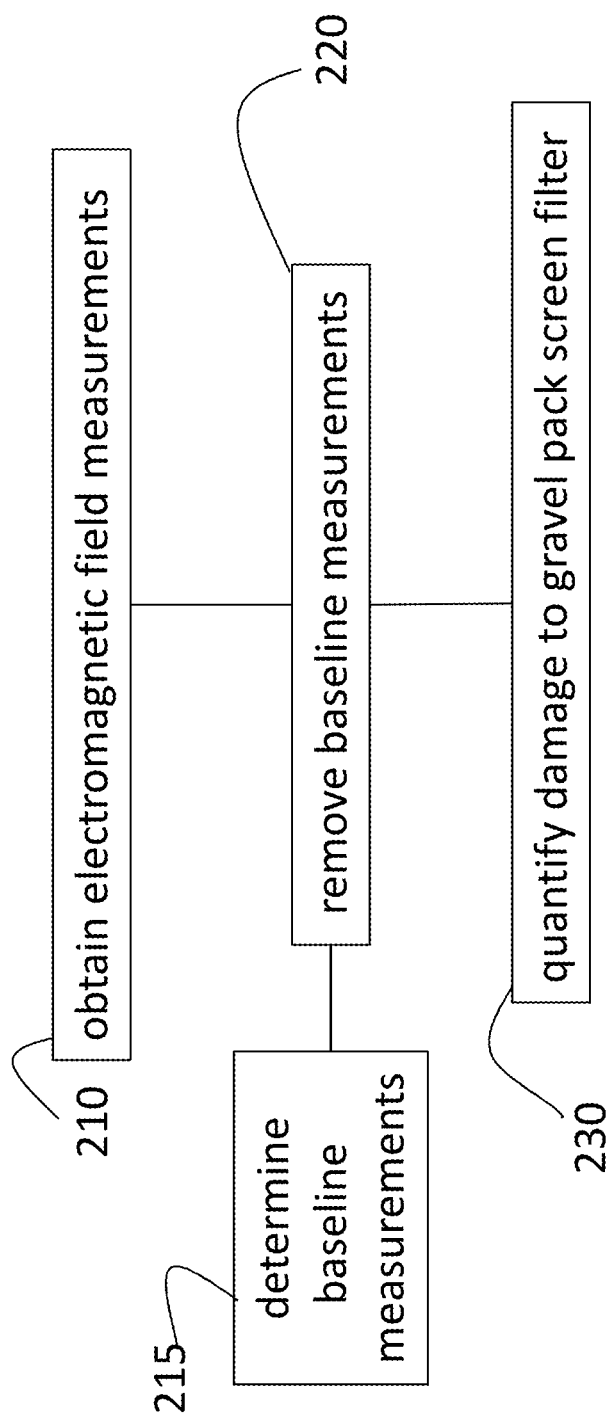 210
obtain electromagnetic field measurements
215
determine
baseline
measurements
220
remove baseline measurements
230
quantify damage to gravel pack screen filter